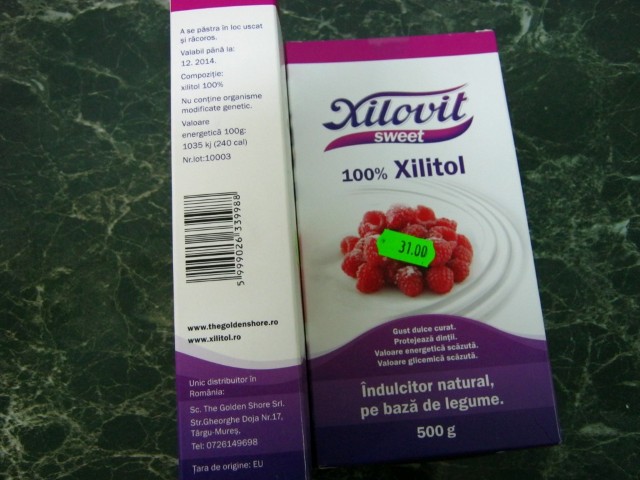 A se păstra în loc uscat
și răcoros.
Valabil până la:
12. 2014.
Compoziție:
xilitol 100%
Nu conține organisme
modificate genetic.
Valoare
energetică 100g:
1035 kj (240 cal)
Nr.lot:10003
5 999026 339988
www.thegoldenshore.ro
www.xilitol.ro
Unic distribuitor în
România:
Sc. The Golden Shore Srl.
Str.Gheorghe Doja Nr.17,
Târgu-Mureș,
Tel: 0726149698
Țara de origine: EU
Xilovit
sweet
100% Xilitol
31.00
Gust dulce curat.
Protejează dinții.
Valoare energetică scăzută.
Valoare glicemică scăzută.
Îndulcitor natural,
pe bază de legume.
500 g